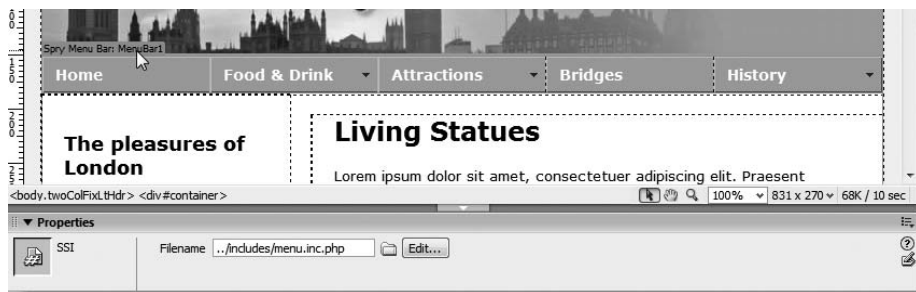 Spry Menu Bar: MenuBar1
Home Food & Drink Attractions Bridges History
The pleasures of
London
Living Statues
Lorem ipsum dolor sit amet, consectetuer adipiscing elit. Praesent
<body.twoColFixLtHdr> <div#container> 100% 831 x 270 68K / 10 sec
Properties
SSI Filename ../includes/menu.inc.php Edit...